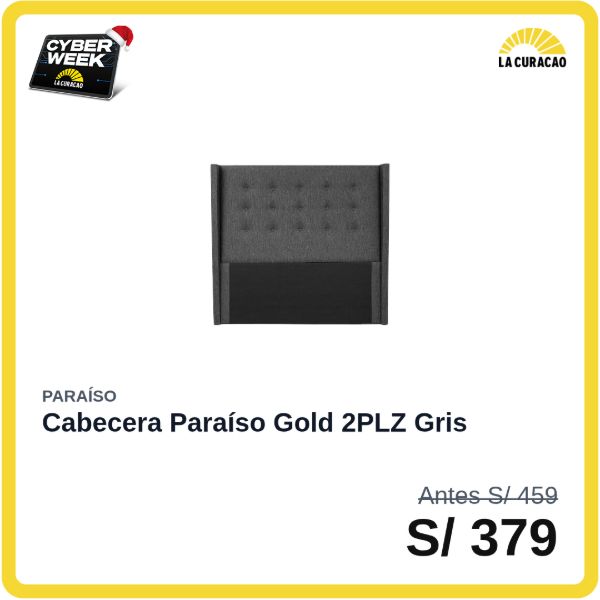 CYBER
WEEK
LA CURACAO
LA CURACAO
PARAÍSO
Cabecera Paraíso Gold 2PLZ Gris
Antes S/ 459
S/ 379